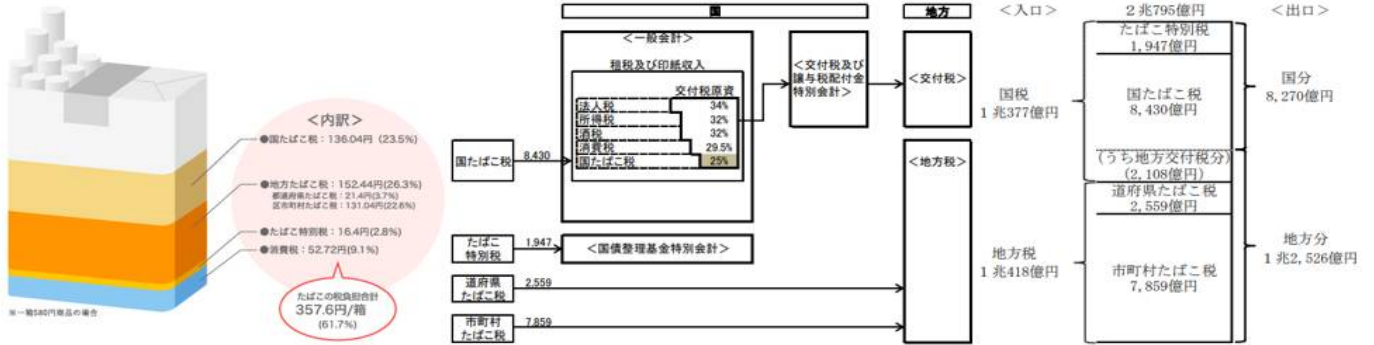 <内訳>
●国たばこ税：136.04円 (23.5%)
●地方たばこ税：152.44円(26.3%)
都道府県たばこ税：21.4円(3.7%)
区市町村たばこ税：131.04円(22.6%)
●たばこ特別税：16.4円(2.8%)
●消費税：52.72円(9.1%)
たばこの税負担合計
357.6円/箱
(61.7%)
※一箱580円商品の場合
国
地方
＜一般会計＞
租税及び印紙収入
交付税原資
法人税 34%
所得税 32%
酒税 32%
消費税 29.5%
国たばこ税 25%
＜交付税及び
譲与税配付金
特別会計＞
＜交付税＞
国たばこ税 8,430
＜地方税＞
たばこ
特別税
1,947
＜国債整理基金特別会計＞
道府県
たばこ税
2,559
市町村
たばこ税
7,859
＜入口＞
2兆795億円
＜出口＞
たばこ特別税
1,947億円
国税
1兆377億円
国たばこ税
8,430億円
国分
8,270億円
(うち地方交付税分)
(2,108億円)
道府県たばこ税
2,559億円
地方税
1兆418億円
市町村たばこ税
7,859億円
地方分
1兆2,526億円